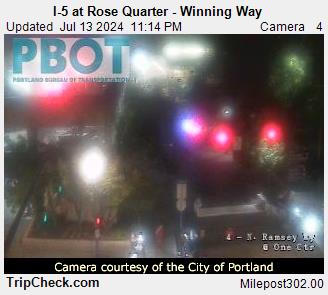 I-5 at Rose Quarter - Winning Way
Updated Jul 13 2024 11:14 PM Camera 4
PBOT
PORTLAND BUREAU OF TRANSPORTATION
4 - N. Ramsey Wy
@ One Ctr
Camera courtesy of the City of Portland
TripCheck.com Milepost302.00